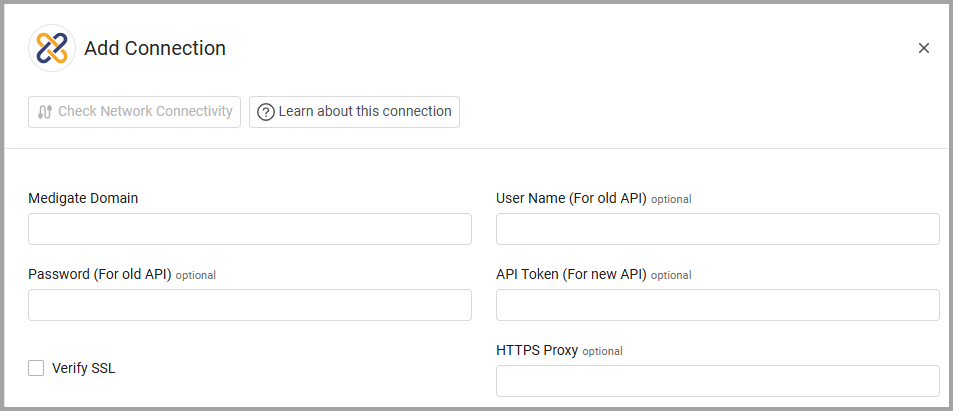 Add Connection
Check Network Connectivity
Learn about this connection
Medigate Domain
User Name (For old API) optional
Password (For old API) optional
API Token (For new API) optional
Verify SSL
HTTPS Proxy optional